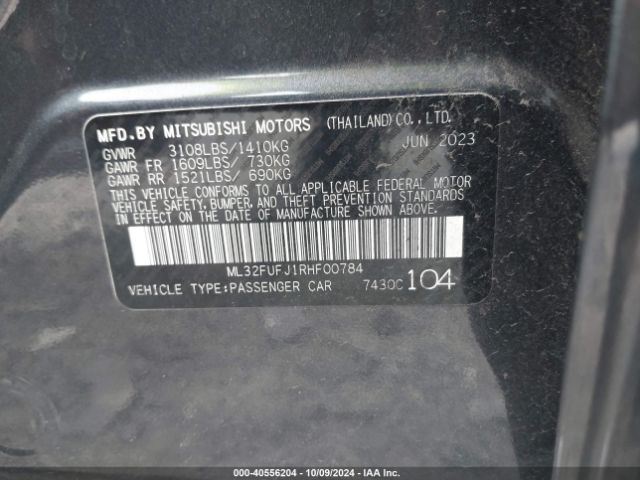 MFD.BY MITSUBISHI MOTORS (THAILAND)CO.,LTD.
GVWR 3108LBS/1410KG JUN 2023
GAWR FR 1609LBS/ 730KG
GAWR RR 1521LBS/ 690KG
THIS VEHICLE CONFORMS TO ALL APPLICABLE FEDERAL MOTOR
VEHICLE SAFETY, BUMPER, AND THEFT PREVENTION STANDARDS
IN EFFECT ON THE DATE OF MANUFACTURE SHOWN ABOVE.
ML32FUFJ1RHF00784
VEHICLE TYPE:PASSENGER CAR 7430C 104
000-40556204 | 10/09/2024 | IAA Inc. | Copart